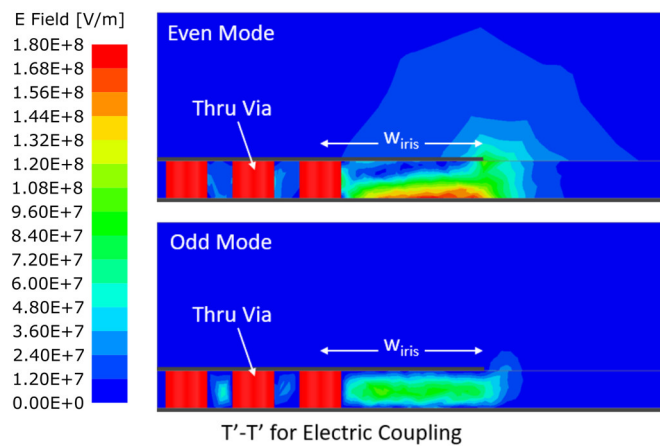 E Field [V/m]
1.80E+8
1.68E+8
1.56E+8
1.44E+8
1.32E+8
1.20E+8
1.08E+8
9.60E+7
8.40E+7
7.20E+7
6.00E+7
4.80E+7
3.60E+7
2.40E+7
1.20E+7
0.00E+0
Even Mode
Thru Via
Wiris
Odd Mode
Thru Via
Wiris
T'-T' for Electric Coupling